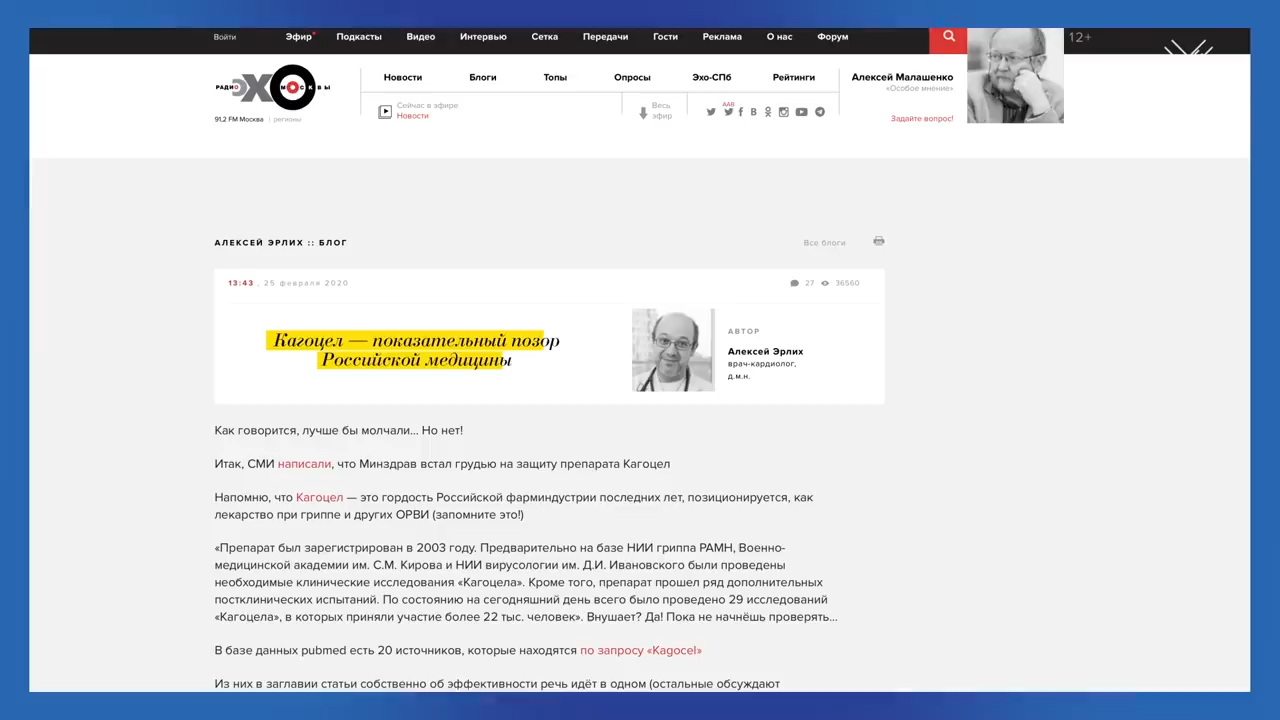 Войти
Эфир
Подкасты
Видео
Интервью
Сетка
Передачи
Гости
Реклама
О нас
Форум
12+
РАДИО ЭХО МОСКВЫ
91,2 FM Москва
регионы
Новости
Блоги
Топы
Опросы
Эхо-СПб
Рейтинги
Сейчас в эфире
Новости
Весь
эфир
ААВ
Алексей Малашенко
«Особое мнение»
Задайте вопрос!
АЛЕКСЕЙ ЭРЛИХ :: БЛОГ
Все блоги
13:43 , 25 февраля 2020
27
36560
Кагоцел — показательный позор
Российской медицины
АВТОР
Алексей Эрлих
врач-кардиолог,
д.м.н.
Как говорится, лучше бы молчали... Но нет!
Итак, СМИ написали, что Минздрав встал грудью на защиту препарата Кагоцел
Напомню, что Кагоцел — это гордость Российской фарминдустрии последних лет, позиционируется, как
лекарство при гриппе и других ОРВИ (запомните это!)
«Препарат был зарегистрирован в 2003 году. Предварительно на базе НИИ гриппа РАМН, Военно-
медицинской академии им. С.М. Кирова и НИИ вирусологии им. Д.И. Ивановского были проведены
необходимые клинические исследования «Кагоцела». Кроме того, препарат прошел ряд дополнительных
постклинических испытаний. По состоянию на сегодняшний день всего было проведено 29 исследований
«Кагоцела», в которых приняли участие более 22 тыс. человек». Внушает? Да! Пока не начнёшь проверять...
В базе данных pubmed есть 20 источников, которые находятся по запросу «Kagocel»
Из них в заглавии статьи собственно об эффективности речь идёт в одном (остальные обсуждают